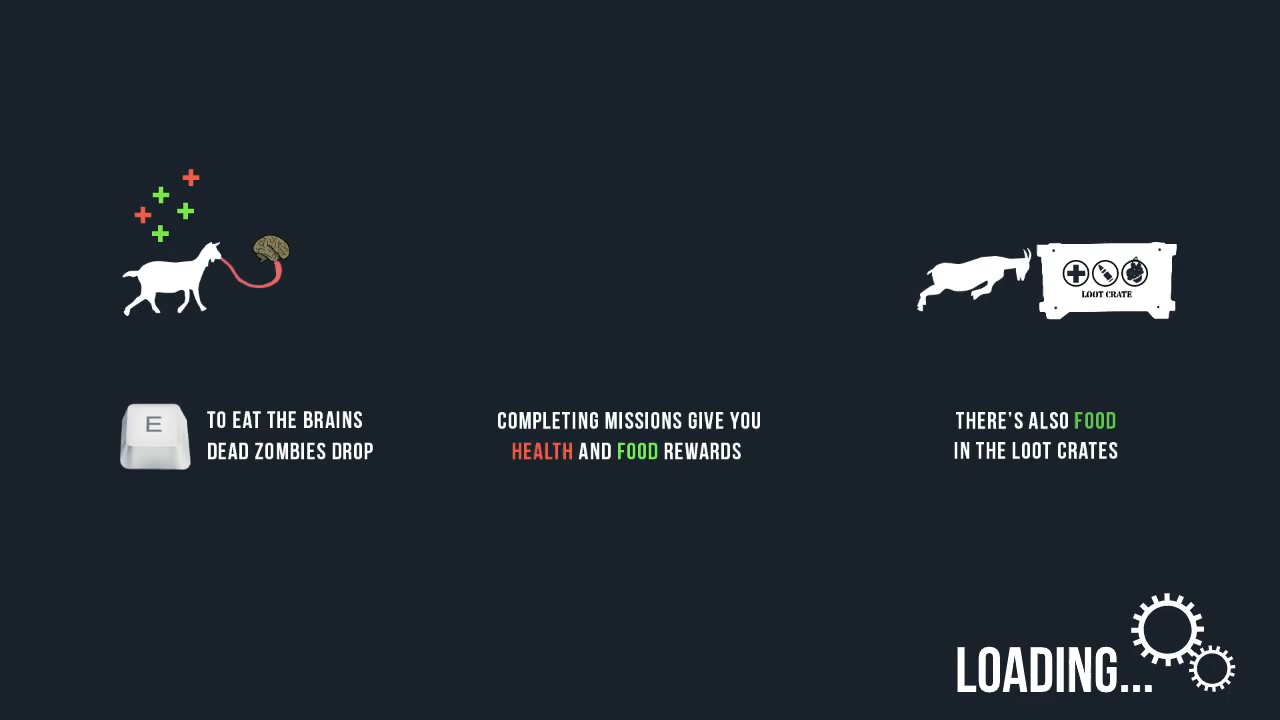 LOOT CRATE
E
TO EAT THE BRAINS
DEAD ZOMBIES DROP
COMPLETING MISSIONS GIVE YOU
HEALTH AND FOOD REWARDS
THERE'S ALSO FOOD
IN THE LOOT CRATES
LOADING...